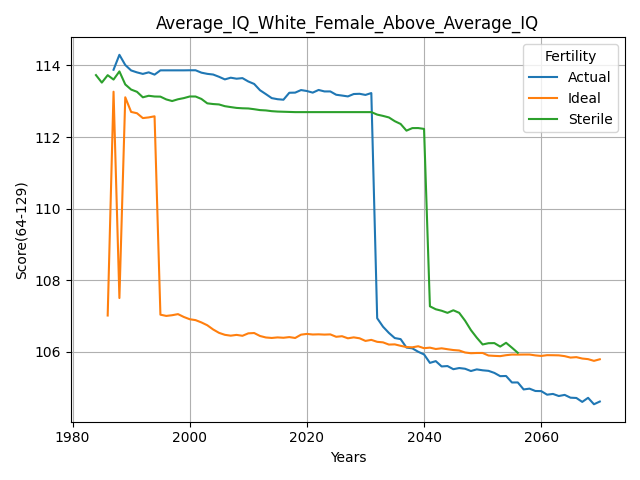 Average_IQ_White_Female_Above_Average_IQ
Score(64-129)
114
112
110
108
106
1980
2000
2020
2040
2060
Years
Fertility
Actual
Ideal
Sterile